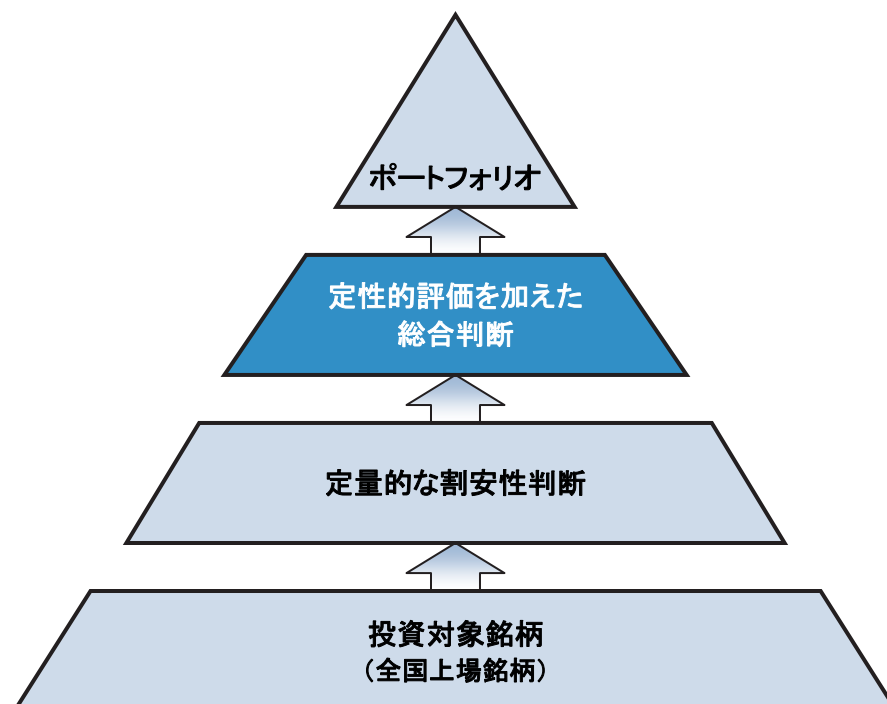 ポートフォリオ
定性的評価を加えた
総合判断
定量的な割安性判断
投資対象銘柄
（全国上場銘柄）